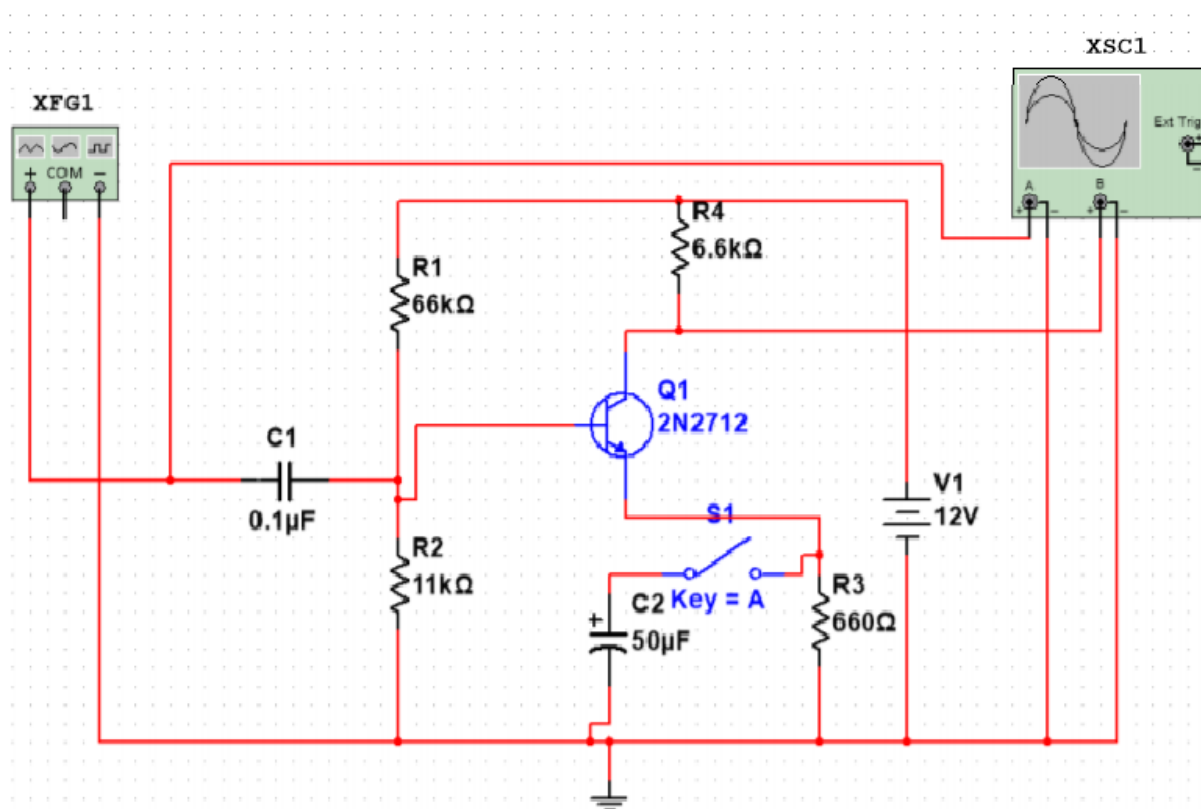 XSC1
XFG1
Ext Trig
+
COM
−
A
B
+
−
+
−
+
−
R4
6.6kΩ
R1
66kΩ
Q1
2N2712
C1
0.1µF
V1
12V
S1
R2
11kΩ
Key = A
R3
660Ω
C2
+
50µF